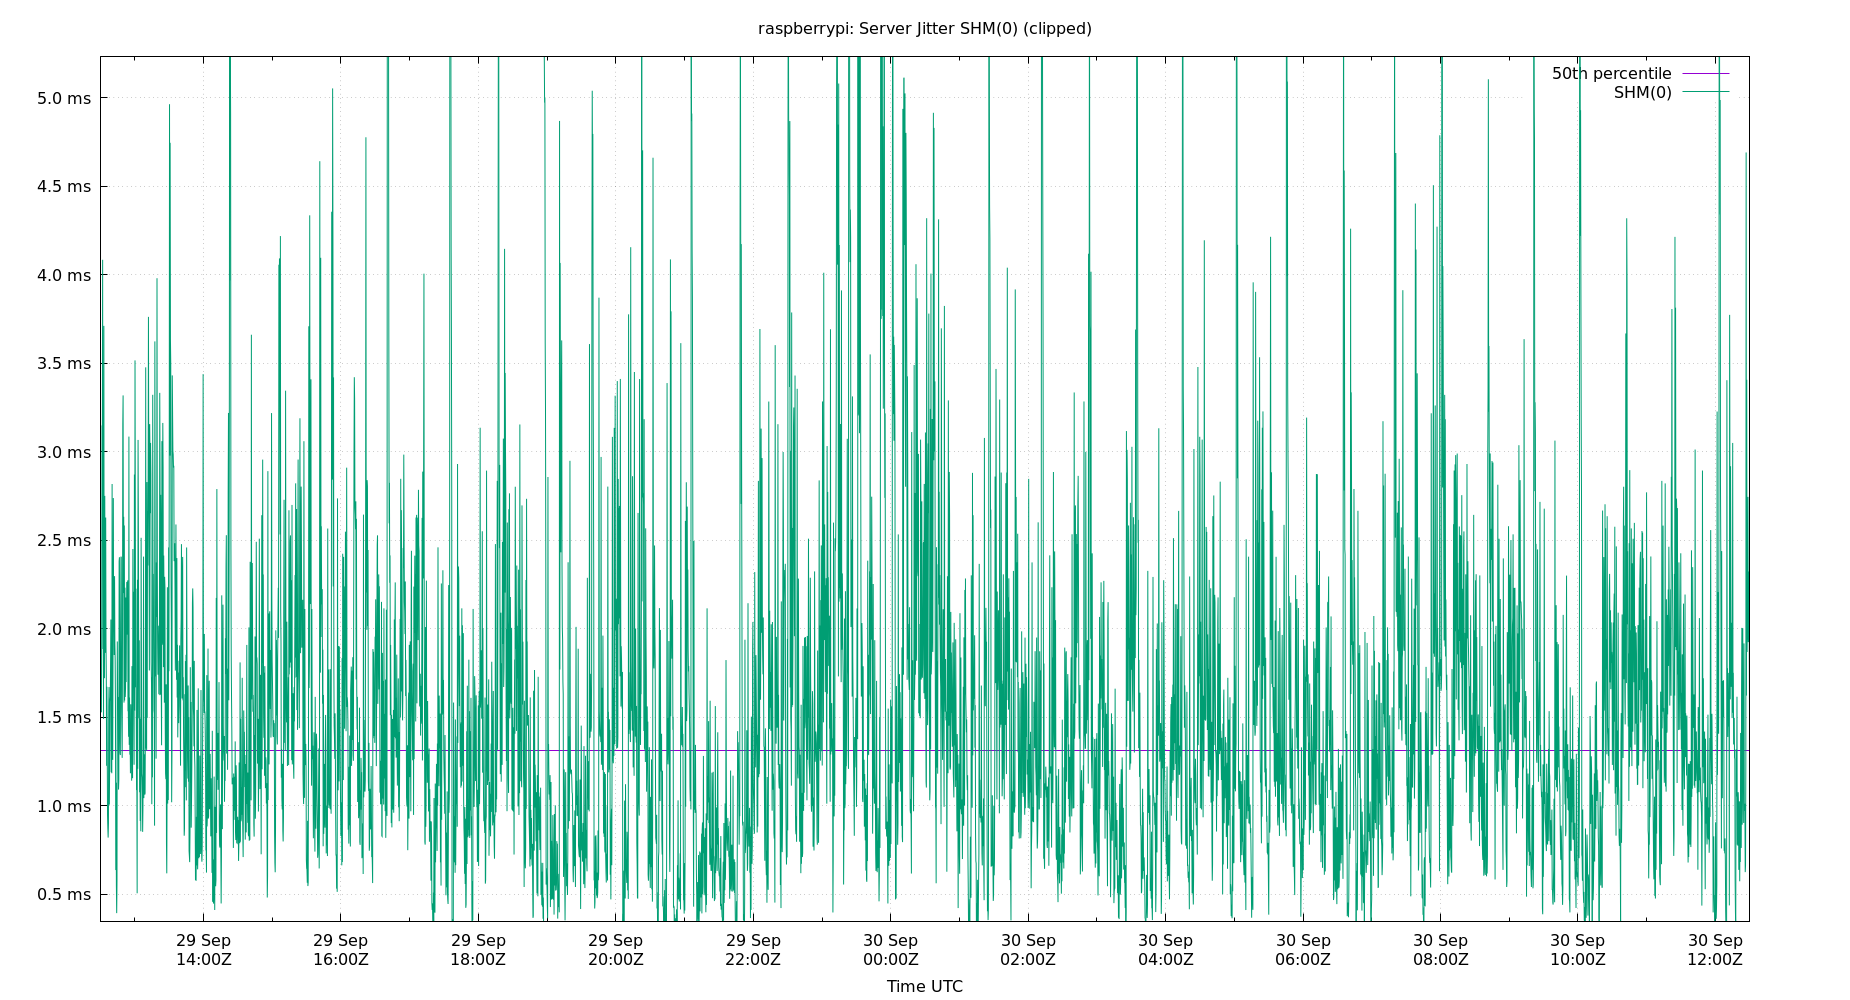 raspberrypi: Server Jitter SHM(0) (clipped)
50th percentile
SHM(0)
5.0 ms
4.5 ms
4.0 ms
3.5 ms
3.0 ms
2.5 ms
2.0 ms
1.5 ms
1.0 ms
0.5 ms
29 Sep 29 Sep 29 Sep 29 Sep 29 Sep 30 Sep 30 Sep 30 Sep 30 Sep 30 Sep 30 Sep 30 Sep
14:00Z 16:00Z 18:00Z 20:00Z 22:00Z 00:00Z 02:00Z 04:00Z 06:00Z 08:00Z 10:00Z 12:00Z
Time UTC